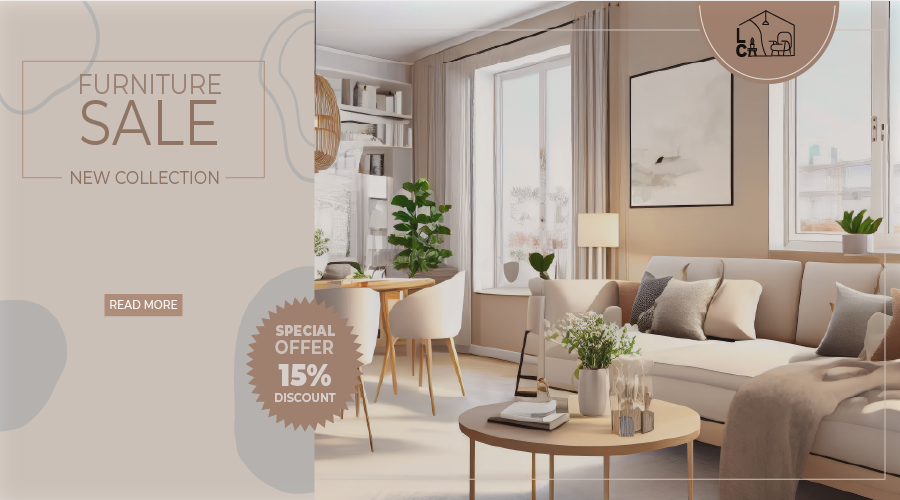 FURNITURE
SALE
NEW COLLECTION
READ MORE
SPECIAL
OFFER
15%
DISCOUNT
L
C